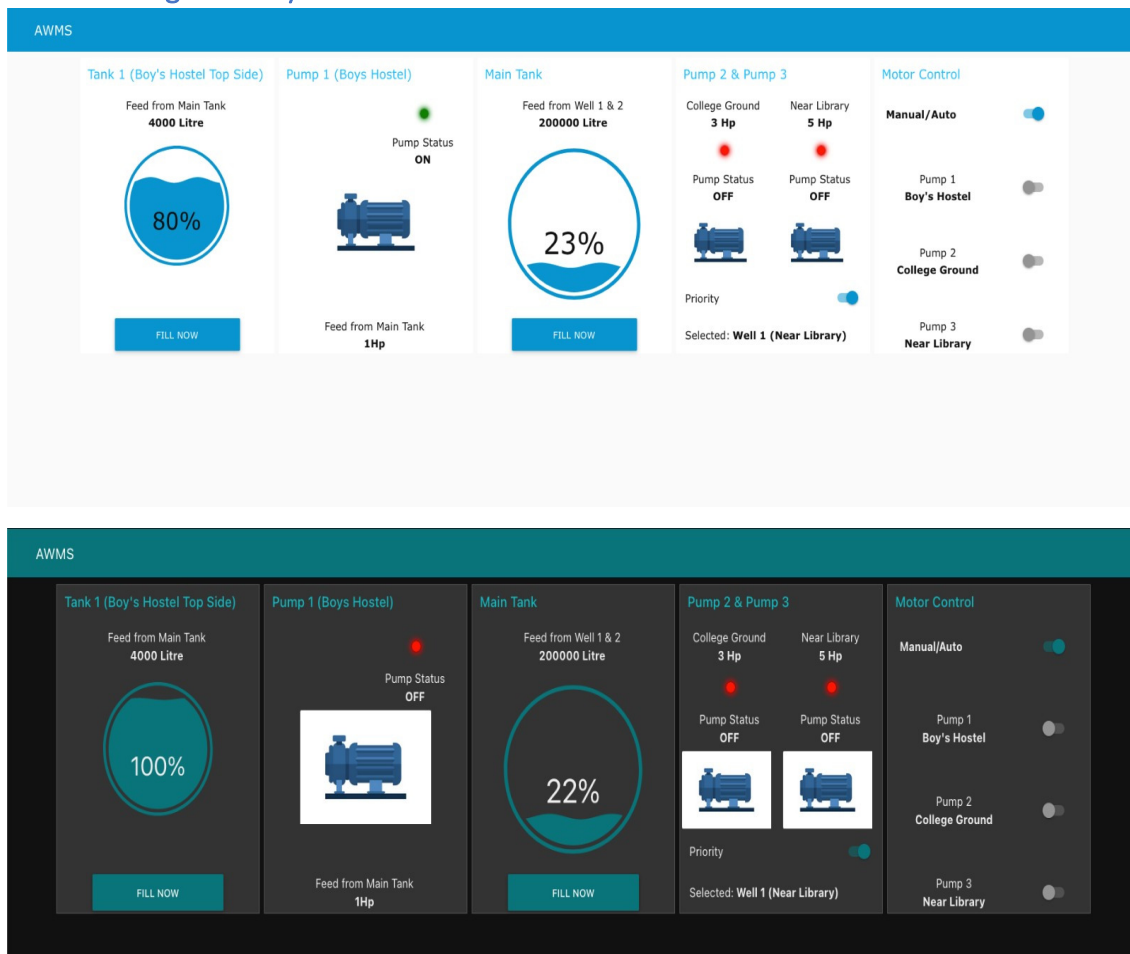 AWMS
Tank 1 (Boy's Hostel Top Side)
Feed from Main Tank
4000 Litre
80%
FILL NOW
Pump 1 (Boys Hostel)
Pump Status
ON
Feed from Main Tank
1Hp
Main Tank
Feed from Well 1 & 2
200000 Litre
23%
FILL NOW
Pump 2 & Pump 3
College Ground Near Library
3 Hp 5 Hp
Pump Status Pump Status
OFF OFF
Priority
Selected: Well 1 (Near Library)
Motor Control
Manual/Auto
Pump 1
Boy's Hostel
Pump 2
College Ground
Pump 3
Near Library
AWMS
Tank 1 (Boy's Hostel Top Side)
Feed from Main Tank
4000 Litre
100%
FILL NOW
Pump 1 (Boys Hostel)
Pump Status
OFF
Feed from Main Tank
1Hp
Main Tank
Feed from Well 1 & 2
200000 Litre
22%
FILL NOW
Pump 2 & Pump 3
College Ground Near Library
3 Hp 5 Hp
Pump Status Pump Status
OFF OFF
Priority
Selected: Well 1 (Near Library)
Motor Control
Manual/Auto
Pump 1
Boy's Hostel
Pump 2
College Ground
Pump 3
Near Library